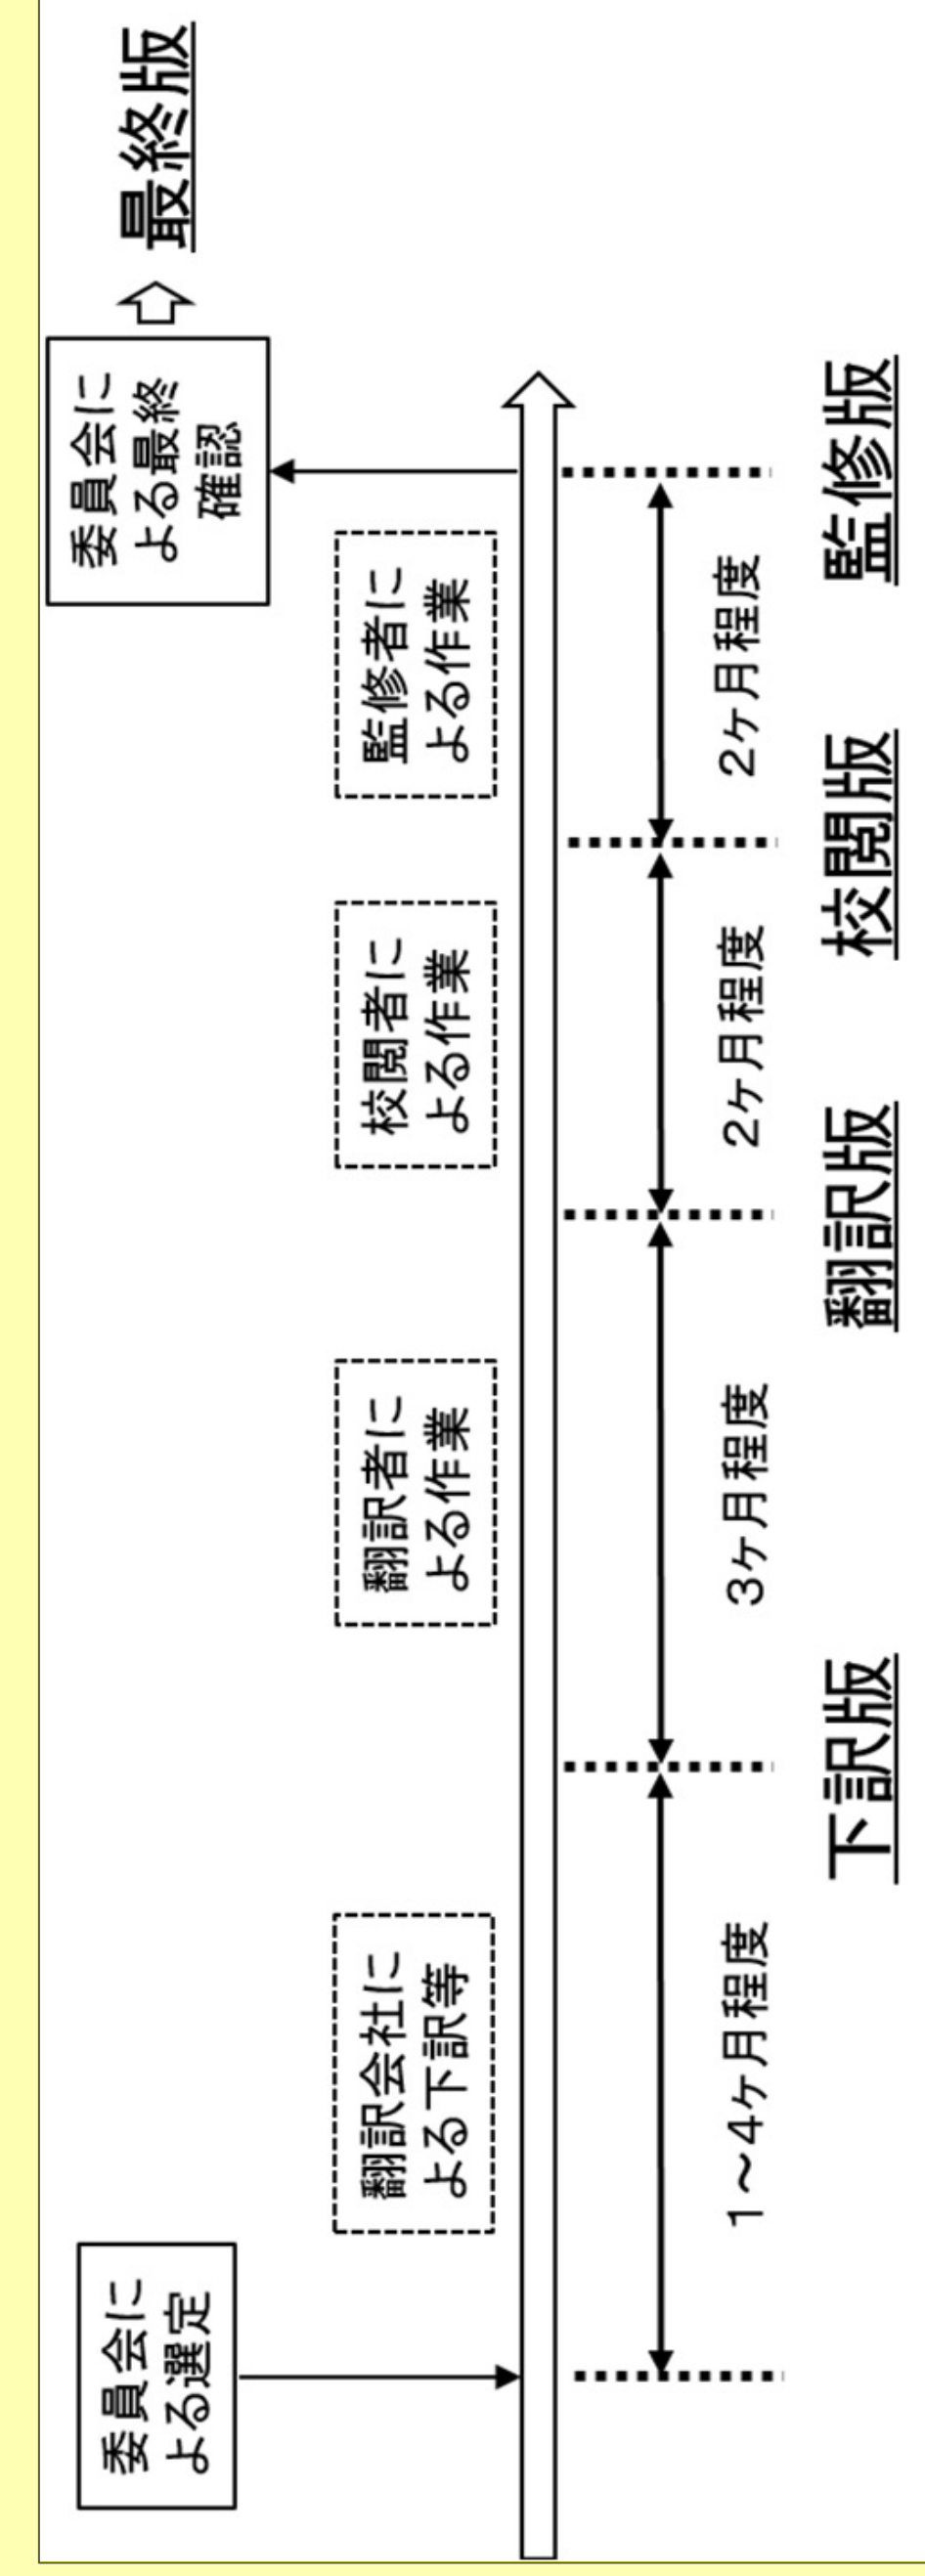 委員会に
よる選定
翻訳会社に
よる下訳等
翻訳者に
よる作業
校閲者に
よる作業
監修者に
よる作業
委員会に
よる最終
確認
最終版
1～4ヶ月程度
3ヶ月程度
2ヶ月程度
2ヶ月程度
下訳版
翻訳版
校閲版
監修版